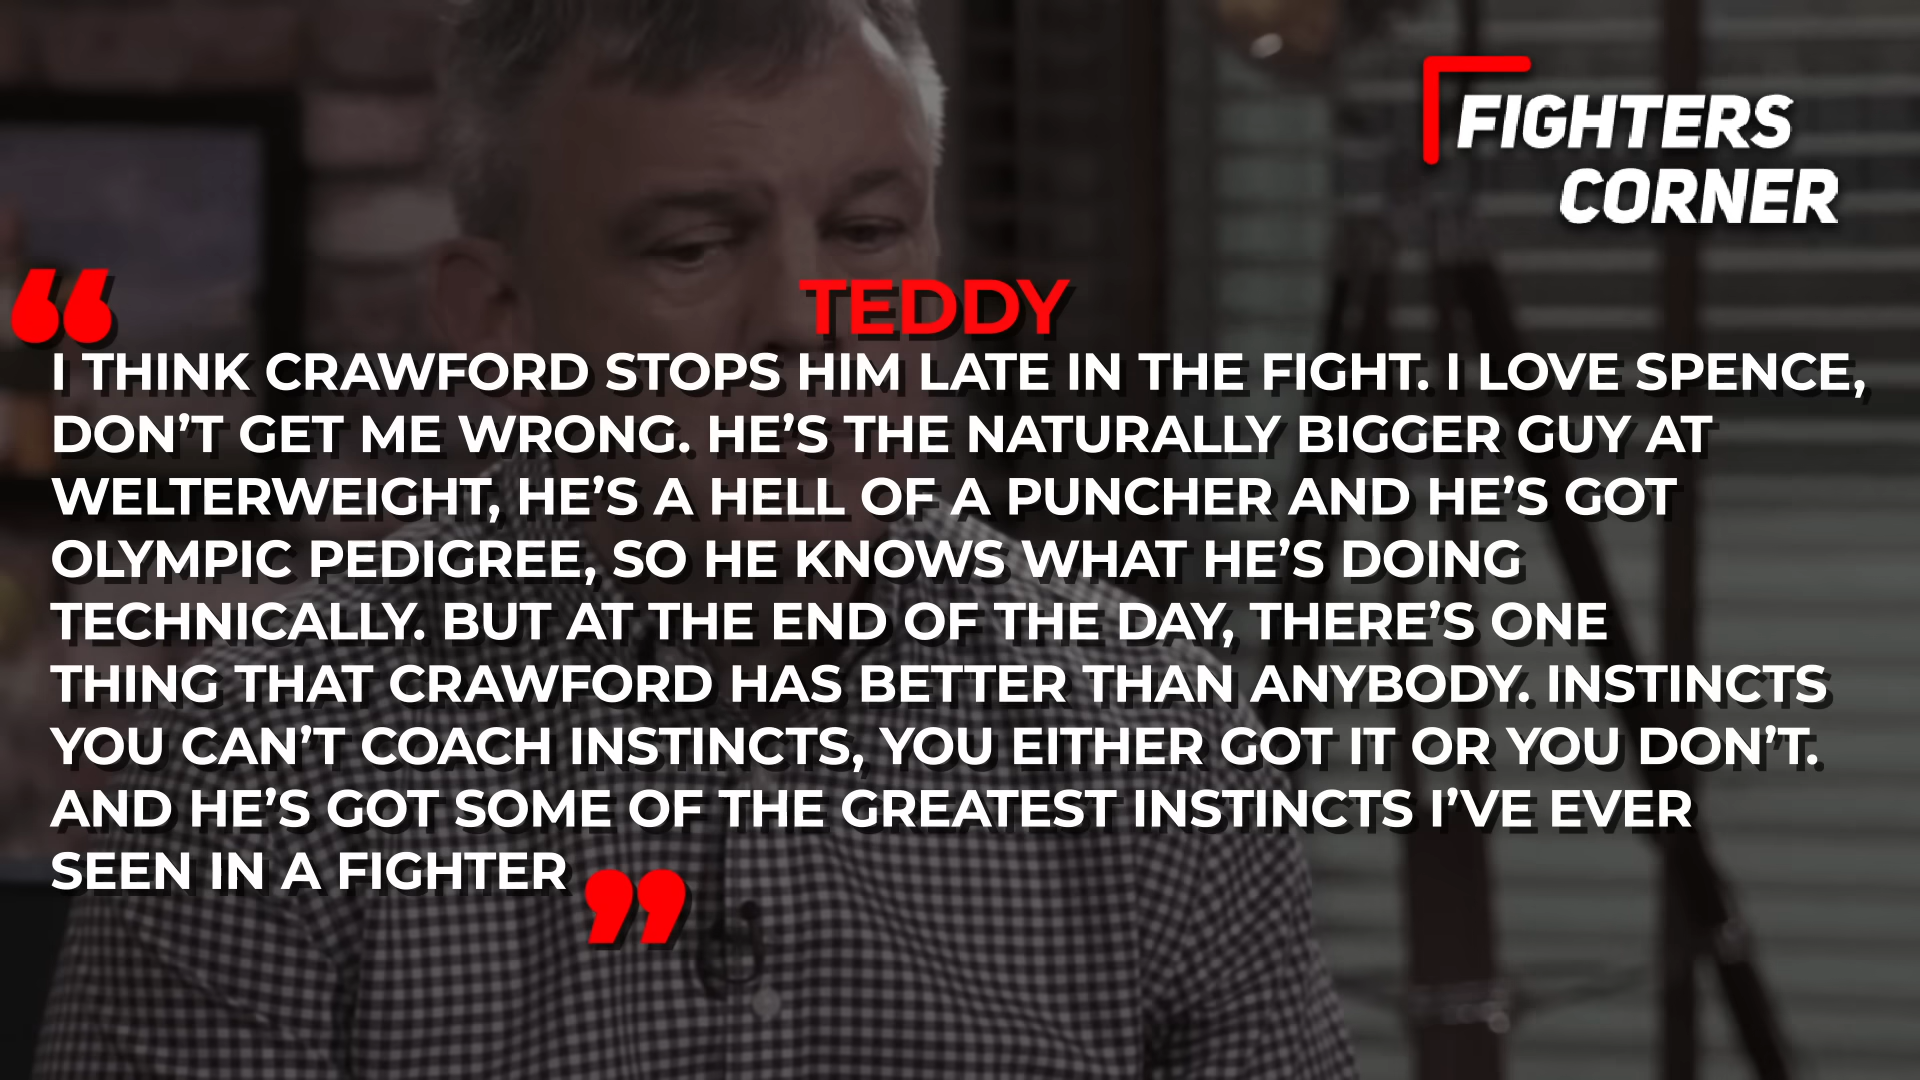 FIGHTERS
CORNER
“
TEDDY
I THINK CRAWFORD STOPS HIM LATE IN THE FIGHT. I LOVE SPENCE,
DON’T GET ME WRONG. HE’S THE NATURALLY BIGGER GUY AT
WELTERWEIGHT, HE’S A HELL OF A PUNCHER AND HE’S GOT
OLYMPIC PEDIGREE, SO HE KNOWS WHAT HE’S DOING
TECHNICALLY. BUT AT THE END OF THE DAY, THERE’S ONE
THING THAT CRAWFORD HAS BETTER THAN ANYBODY. INSTINCTS
YOU CAN’T COACH INSTINCTS, YOU EITHER GOT IT OR YOU DON’T.
AND HE’S GOT SOME OF THE GREATEST INSTINCTS I’VE EVER
SEEN IN A FIGHTER ”